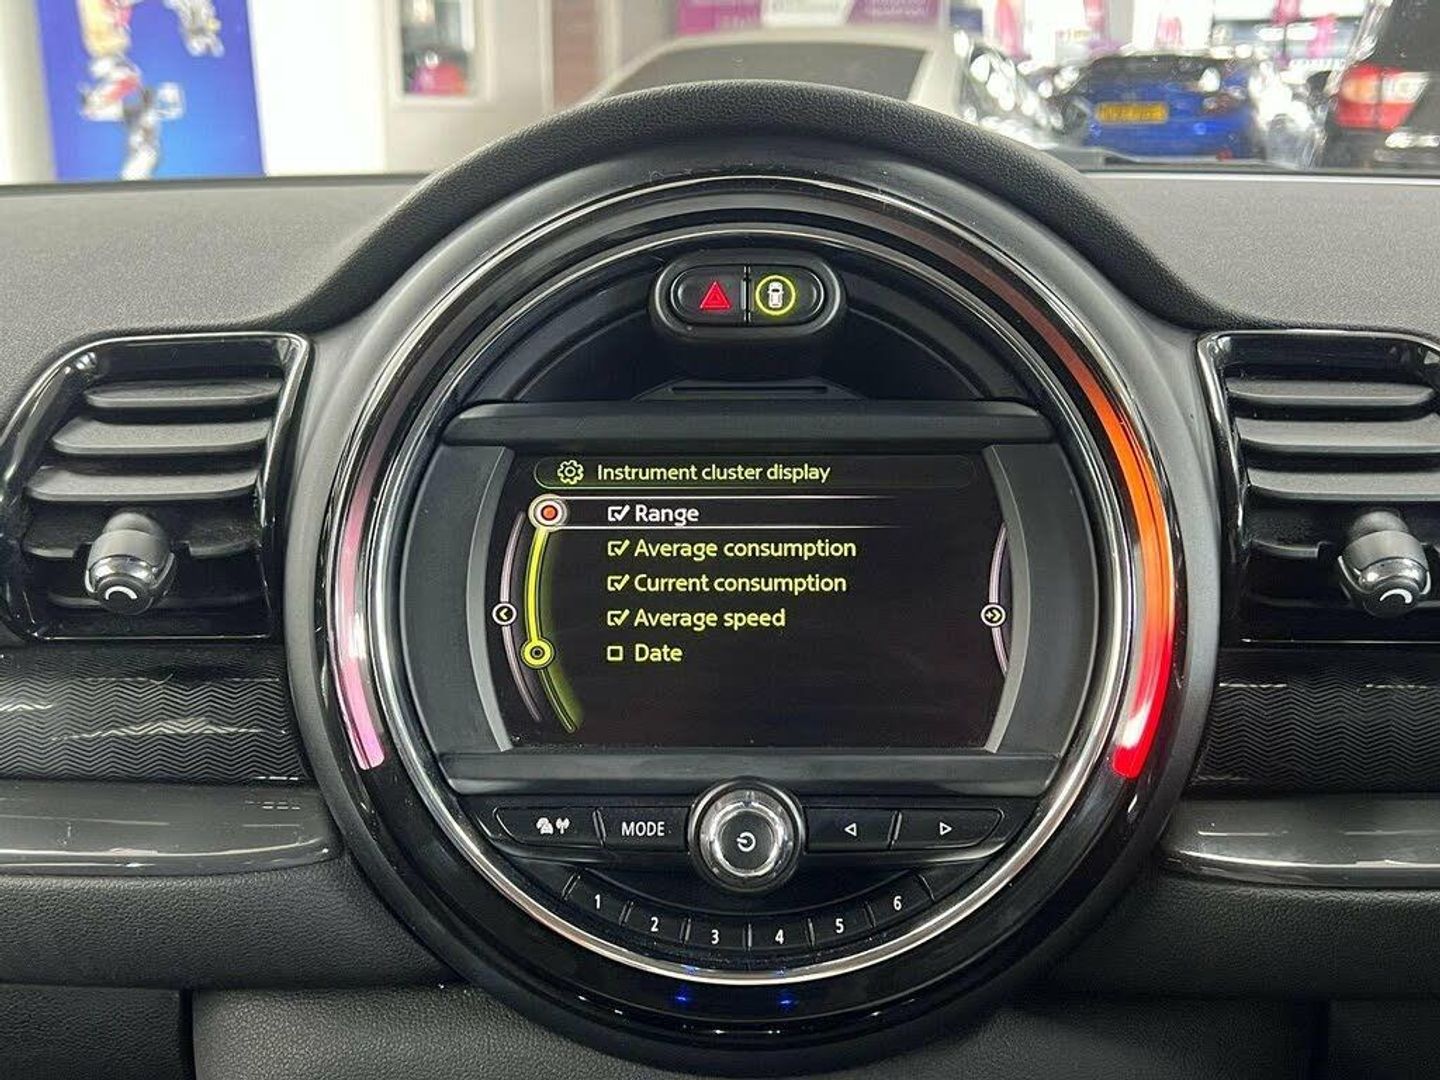 Instrument cluster display
Range
Average consumption
Current consumption
Average speed
Date
MODE
1
2
3
4
5
6